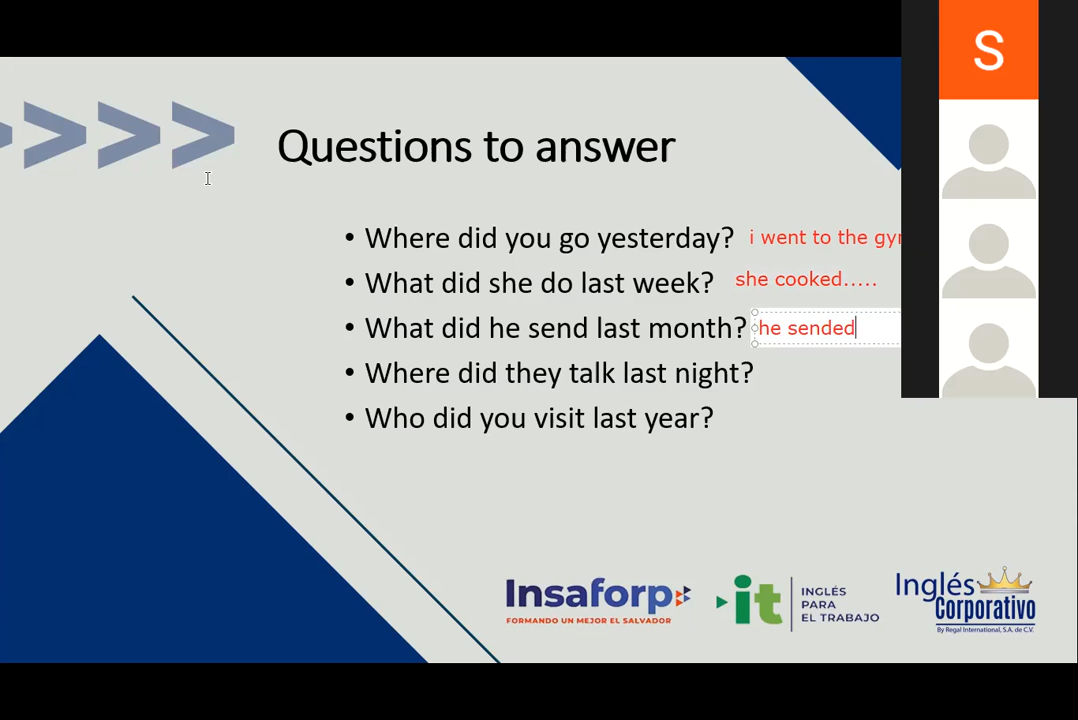 S
Questions to answer
• Where did you go yesterday? i went to the gy
• What did she do last week? she cooked.....
• What did he send last month? he sended
• Where did they talk last night?
• Who did you visit last year?
Insaforp
FORMANDO UN MEJOR EL SALVADOR
it
INGLÉS
PARA
EL TRABAJO
Inglés
Corporativo
By Regal International, S.A. de C.V.